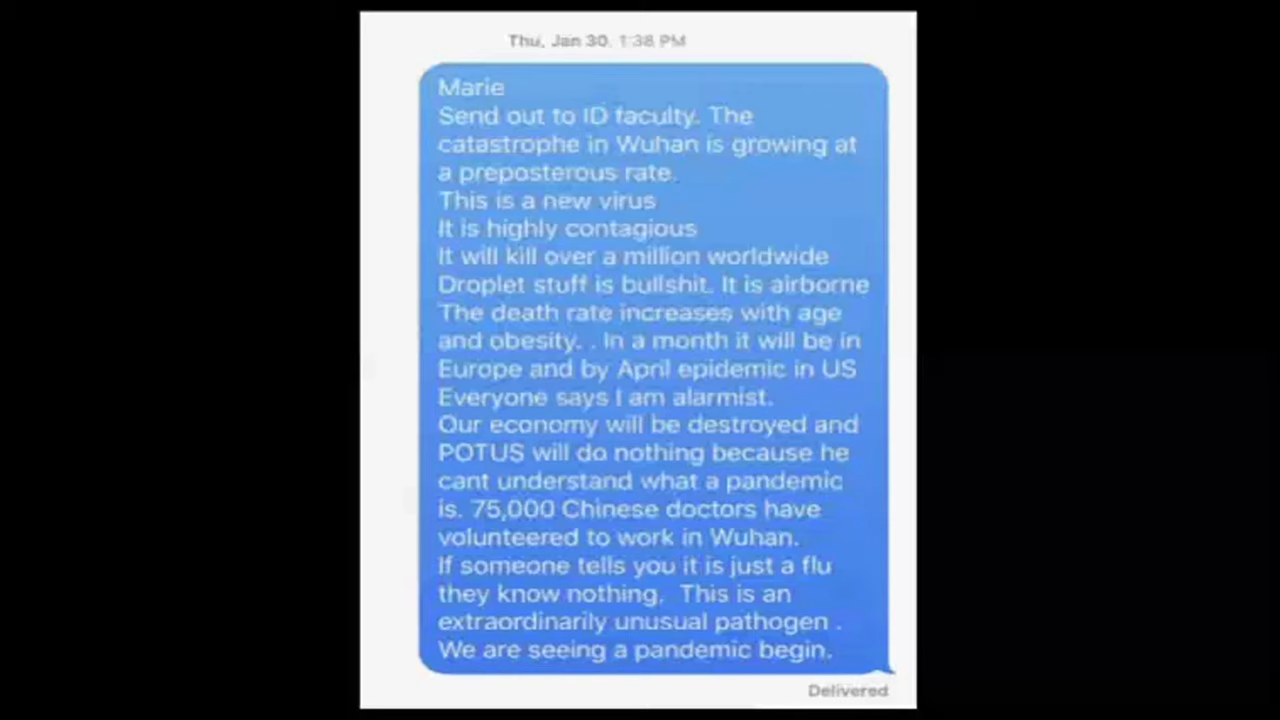 Thu, Jan 30, 1:38 PM
Marie
Send out to ID faculty. The
catastrophe in Wuhan is growing at
a preposterous rate.
This is a new virus
It is highly contagious
It will kill over a million worldwide
Droplet stuff is bullshit. It is airborne
The death rate increases with age
and obesity. . In a month it will be in
Europe and by April epidemic in US
Everyone says I am alarmist.
Our economy will be destroyed and
POTUS will do nothing because he
cant understand what a pandemic
is. 75,000 Chinese doctors have
volunteered to work in Wuhan.
If someone tells you it is just a flu
they know nothing.  This is an
extraordinarily unusual pathogen .
We are seeing a pandemic begin.
Delivered